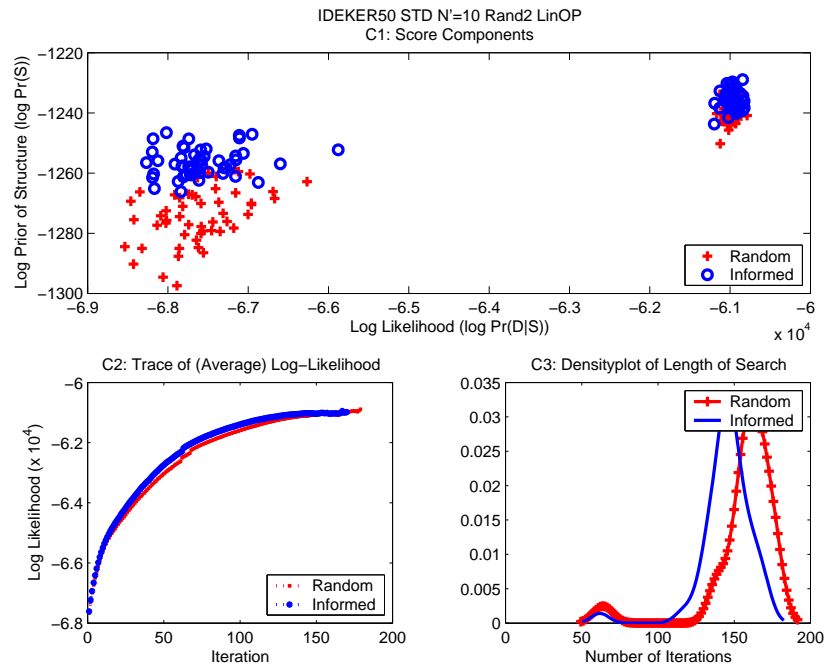 IDEKER50 STD N'=10 Rand2 LinOP
C1: Score Components
Log Prior of Structure (log Pr(S))
−1220
−1240
−1260
−1280
−1300
−6.9
−6.8
−6.7
−6.6
−6.5
−6.4
−6.3
−6.2
−6.1
−6
Log Likelihood (log Pr(D|S))
x 10^4
Random
Informed
C2: Trace of (Average) Log−Likelihood
Log Likelihood (x 10^4)
−6
−6.2
−6.4
−6.6
−6.8
0
50
100
150
200
Iteration
Random
Informed
C3: Densityplot of Length of Search
0.035
0.03
0.025
0.02
0.015
0.01
0.005
0
0
50
100
150
200
Number of Iterations
Random
Informed